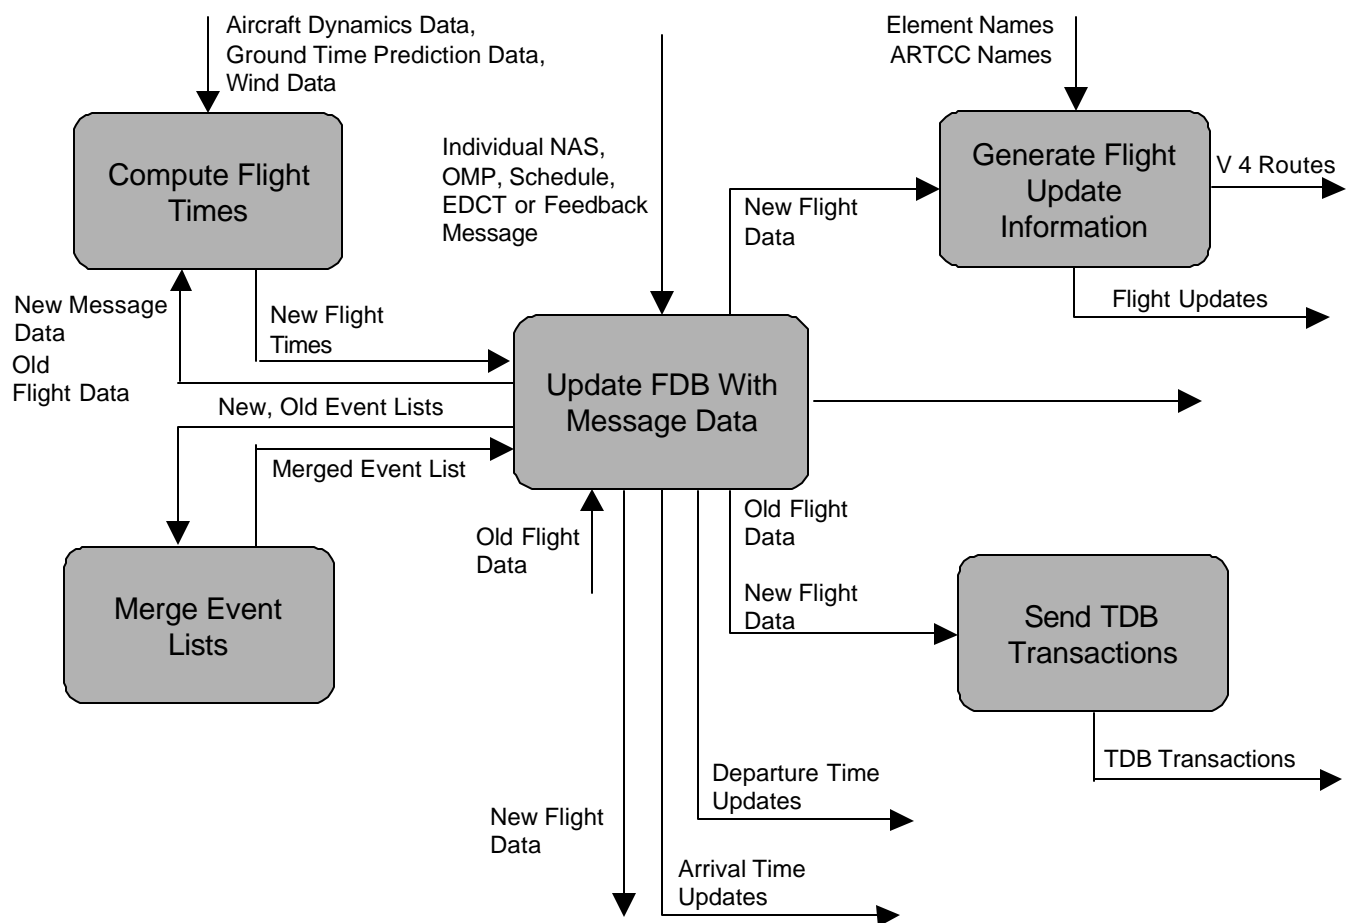 Aircraft Dynamics Data,
Ground Time Prediction Data,
Wind Data
Element Names
ARTCC Names
Compute Flight
Times
Individual NAS,
OMP, Schedule,
EDCT or Feedback
Message
Generate Flight
Update
Information
V 4 Routes
New Flight
Data
Flight Updates
New Message
Data
Old
Flight Data
New Flight
Times
Update FDB With
Message Data
New, Old Event Lists
Merged Event List
Old Flight
Data
Old Flight
Data
New Flight
Data
Merge Event
Lists
Send TDB
Transactions
TDB Transactions
Departure Time
Updates
New Flight
Data
Arrival Time
Updates